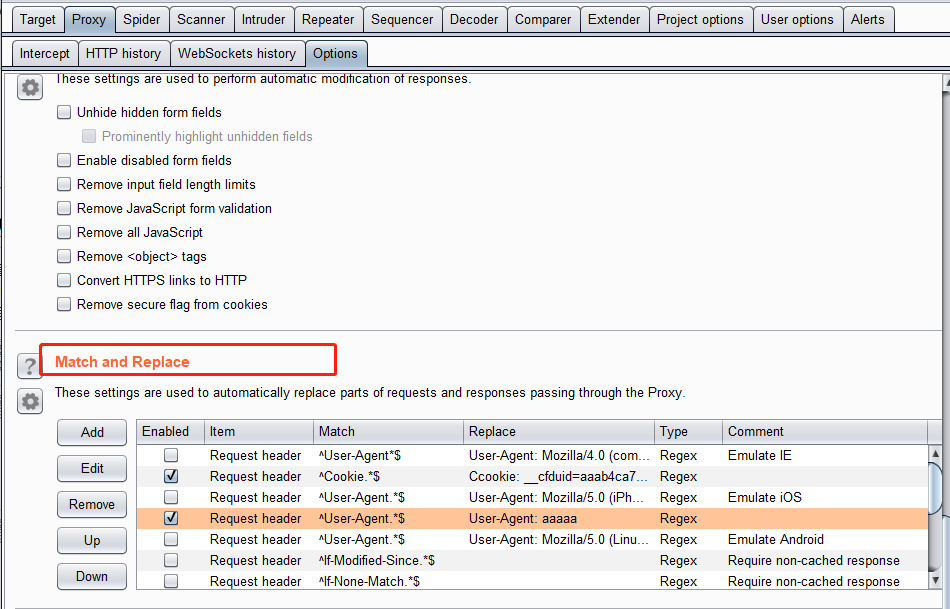 Target Proxy Spider Scanner Intruder Repeater Sequencer Decoder Comparer Extender Project options User options Alerts
Intercept HTTP history WebSockets history Options
These settings are used to perform automatic modification of responses.
Unhide hidden form fields
Prominently highlight unhidden fields
Enable disabled form fields
Remove input field length limits
Remove JavaScript form validation
Remove all JavaScript
Remove <object> tags
Convert HTTPS links to HTTP
Remove secure flag from cookies
? Match and Replace
These settings are used to automatically replace parts of requests and responses passing through the Proxy.
Add Enabled Item Match Replace Type Comment
Request header ^User-Agent*$ User-Agent: Mozilla/4.0 (com... Regex Emulate IE
Edit Request header ^Cookie.*$ Ccookie: __cfduid=aaab4ca7... Regex
Remove Request header ^User-Agent.*$ User-Agent: Mozilla/5.0 (iPh... Regex Emulate iOS
Request header ^User-Agent.*$ User-Agent: aaaaa Regex
Up Request header ^User-Agent.*$ User-Agent: Mozilla/5.0 (Linu... Regex Emulate Android
Request header ^If-Modified-Since.*$ Regex Require non-cached response
Down Request header ^If-None-Match.*$ Regex Require non-cached response